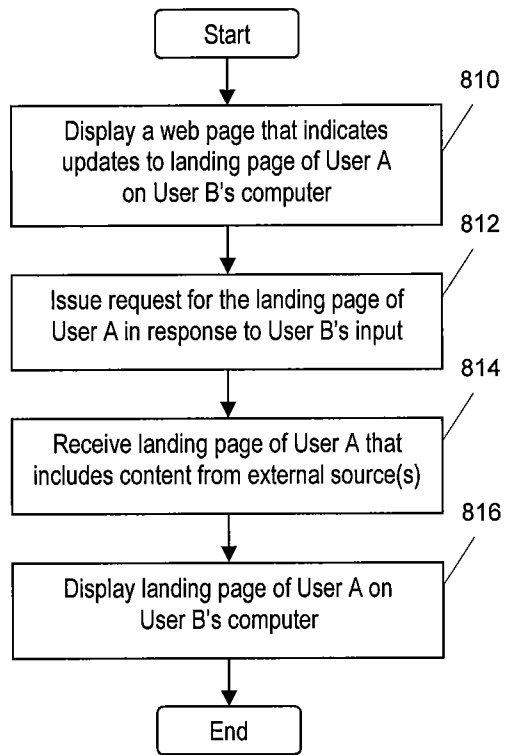 Start
810
Display a web page that indicates
updates to landing page of User A
on User B's computer
812
Issue request for the landing page of
User A in response to User B's input
814
Receive landing page of User A that
includes content from external source(s)
816
Display landing page of User A on
User B's computer
End